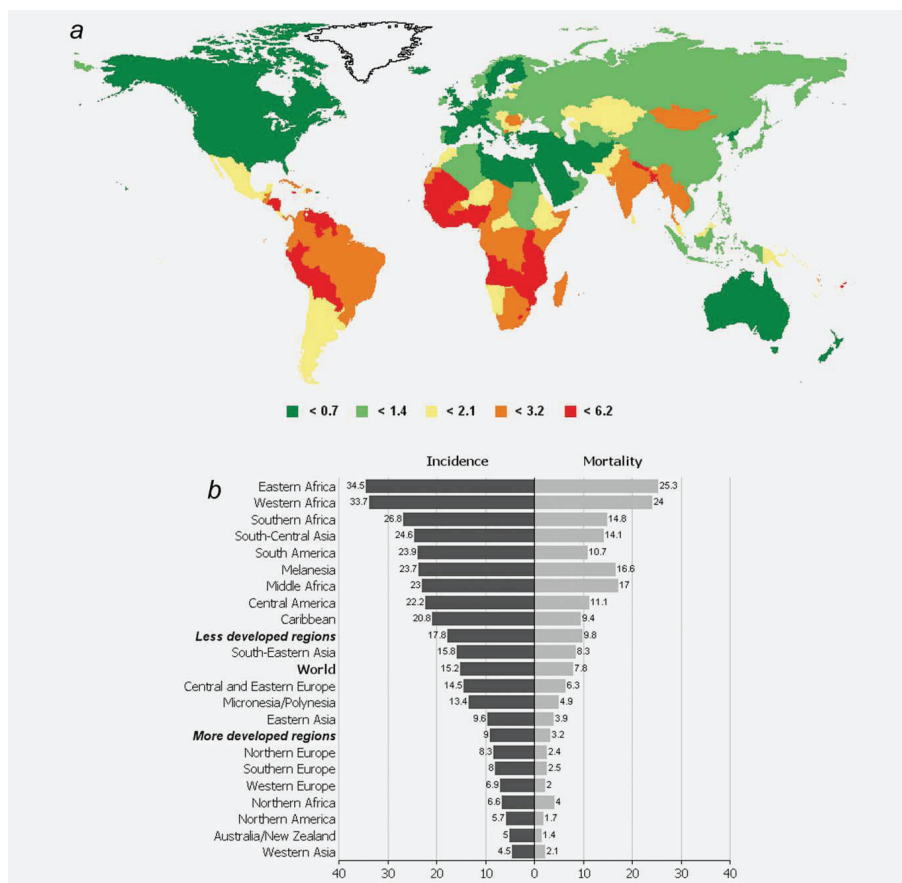 a
< 0.7 < 1.4 < 2.1 < 3.2 < 6.2
b
Incidence Mortality
Eastern Africa 34.5 25.3
Western Africa 33.7 24
Southern Africa 26.8 14.8
South-Central Asia 24.6 14.1
South America 23.9 10.7
Melanesia 23.7 16.6
Middle Africa 23 17
Central America 22.2 11.1
Caribbean 20.8 9.4
Less developed regions 17.8 9.8
South-Eastern Asia 15.8 8.3
World 15.2 7.8
Central and Eastern Europe 14.5 6.3
Micronesia/Polynesia 13.4 4.9
Eastern Asia 9.6 3.9
More developed regions 9 3.2
Northern Europe 8.3 2.4
Southern Europe 8 2.5
Western Europe 6.9 2
Northern Africa 6.6 4
Northern America 5.7 1.7
Australia/New Zealand 5 1.4
Western Asia 4.5 2.1
40 30 20 10 0 10 20 30 40